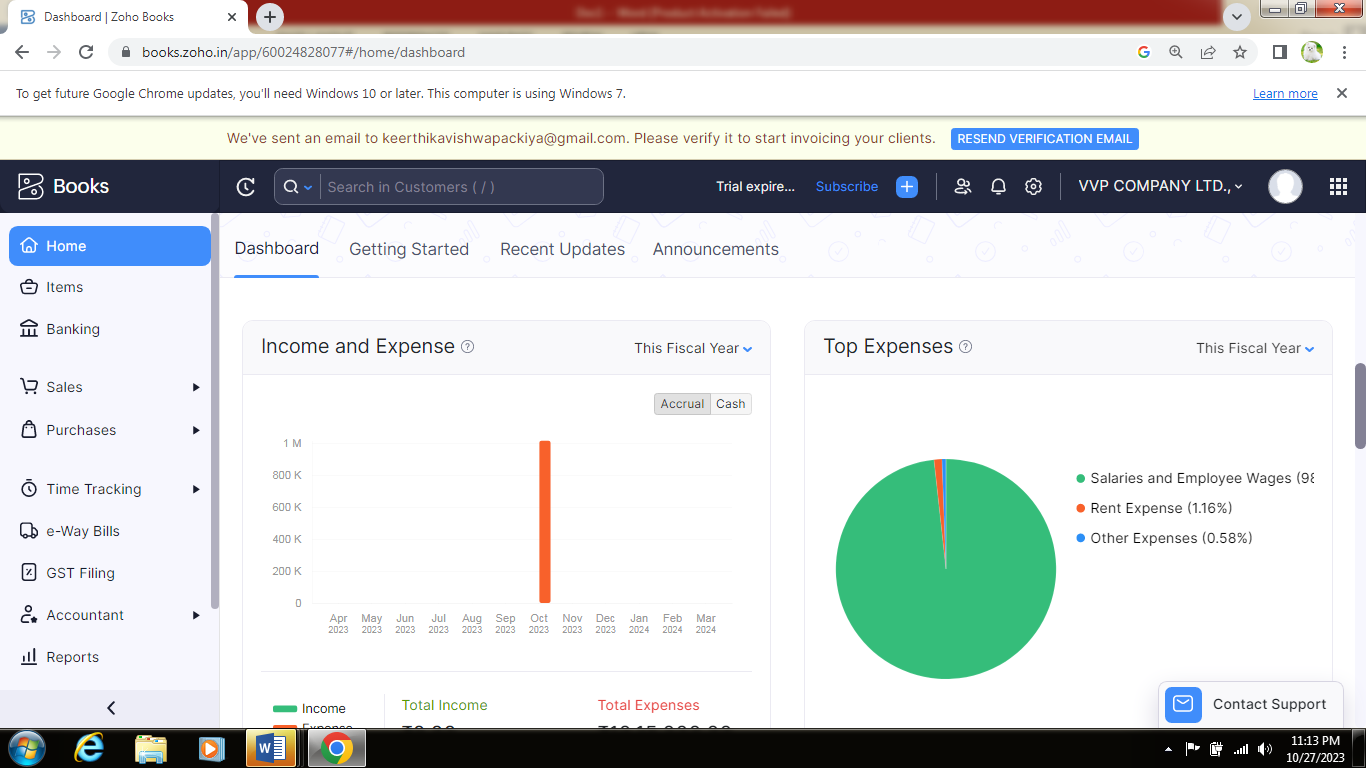 Doc1 - Word (Product Activation Failed)
Dashboard | Zoho Books
books.zoho.in/app/60024828077#/home/dashboard
To get future Google Chrome updates, you'll need Windows 10 or later. This computer is using Windows 7.
Learn more
We've sent an email to keerthikavishwapackiya@gmail.com. Please verify it to start invoicing your clients.
RESEND VERIFICATION EMAIL
Books
Search in Customers ( / )
Trial expire...
Subscribe
VVP COMPANY LTD.,
Home
Items
Banking
Sales
Purchases
Time Tracking
e-Way Bills
GST Filing
Accountant
Reports
Dashboard
Getting Started
Recent Updates
Announcements
Income and Expense
This Fiscal Year
Accrual
Cash
1 M
800 K
600 K
400 K
200 K
0
Apr 2023
May 2023
Jun 2023
Jul 2023
Aug 2023
Sep 2023
Oct 2023
Nov 2023
Dec 2023
Jan 2024
Feb 2024
Mar 2024
Income
Expense
Total Income
Total Expenses
Top Expenses
This Fiscal Year
Salaries and Employee Wages (98
Rent Expense (1.16%)
Other Expenses (0.58%)
Contact Support
11:13 PM
10/27/2023